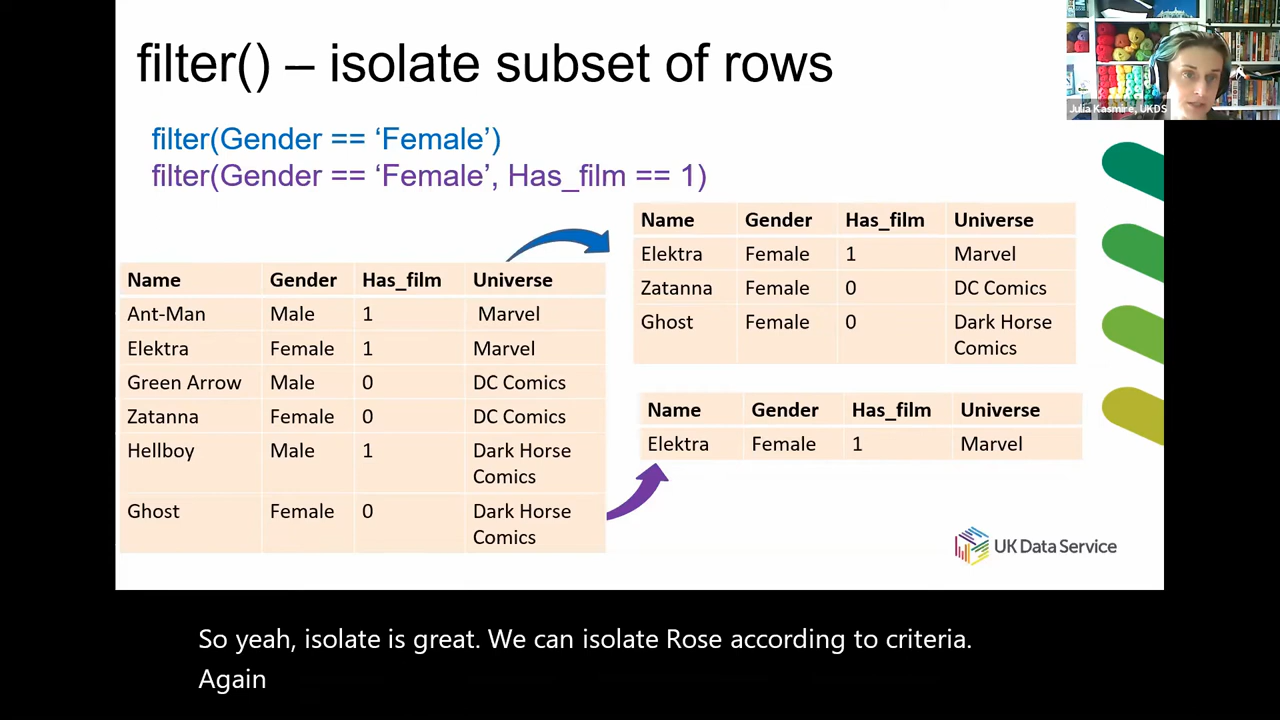 filter() – isolate subset of rows
Julia Kasmire, UKDS
filter(Gender == ‘Female’)
filter(Gender == ‘Female’, Has_film == 1)
Name Gender Has_film Universe
Ant-Man Male 1 Marvel
Elektra Female 1 Marvel
Green Arrow Male 0 DC Comics
Zatanna Female 0 DC Comics
Hellboy Male 1 Dark Horse
Comics
Ghost Female 0 Dark Horse
Comics
Name Gender Has_film Universe
Elektra Female 1 Marvel
Zatanna Female 0 DC Comics
Ghost Female 0 Dark Horse
Comics
Name Gender Has_film Universe
Elektra Female 1 Marvel
UK Data Service
So yeah, isolate is great. We can isolate Rose according to criteria.
Again